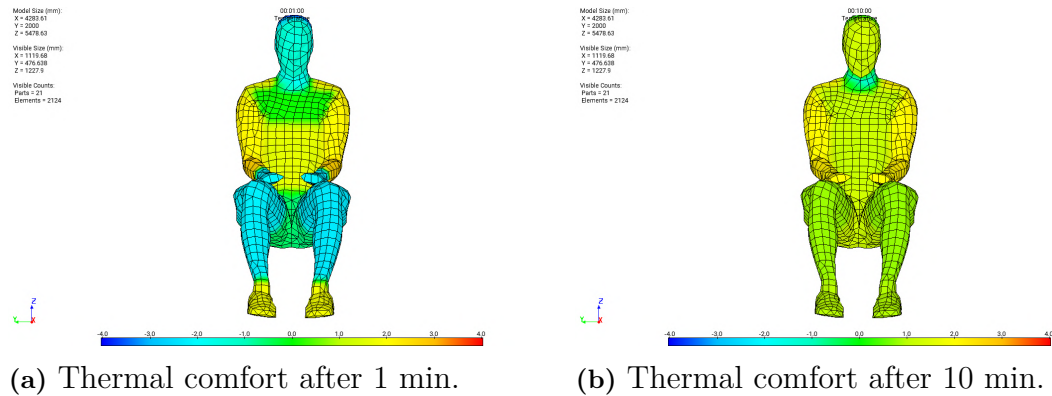 Model Size (mm):
X = 4283.61
Y = 2000
Z = 5478.63
Visible Size (mm):
X = 1119.68
Y = 476.638
Z = 1227.9
Visible Counts:
Parts = 21
Elements = 2124
00:01:00
Z
Y
X
-4.0 -3.0 -2.0 -1.0 0.0 1.0 2.0 3.0 4.0
(a) Thermal comfort after 1 min.
Model Size (mm):
X = 4283.61
Y = 2000
Z = 5478.63
Visible Size (mm):
X = 1119.68
Y = 476.638
Z = 1227.9
Visible Counts:
Parts = 21
Elements = 2124
00:10:00
Z
Y
X
-4.0 -3.0 -2.0 -1.0 0.0 1.0 2.0 3.0 4.0
(b) Thermal comfort after 10 min.